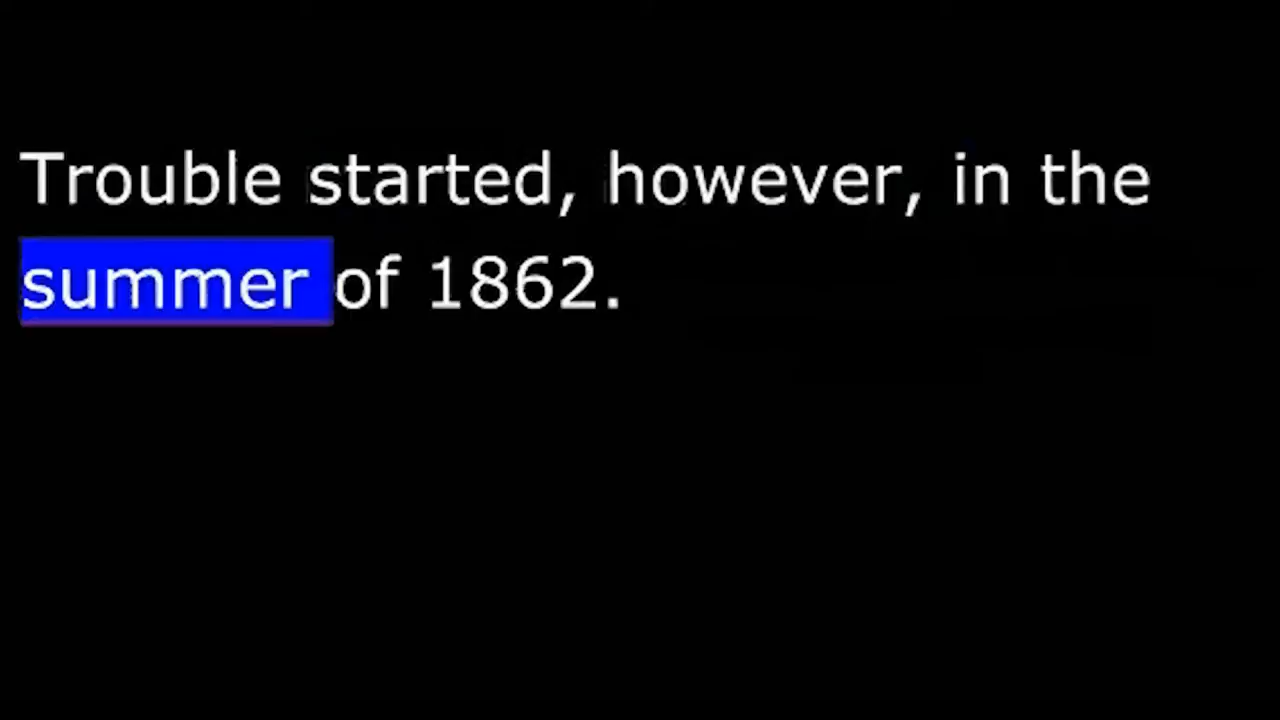 Trouble started, however, in the
summer of 1862.